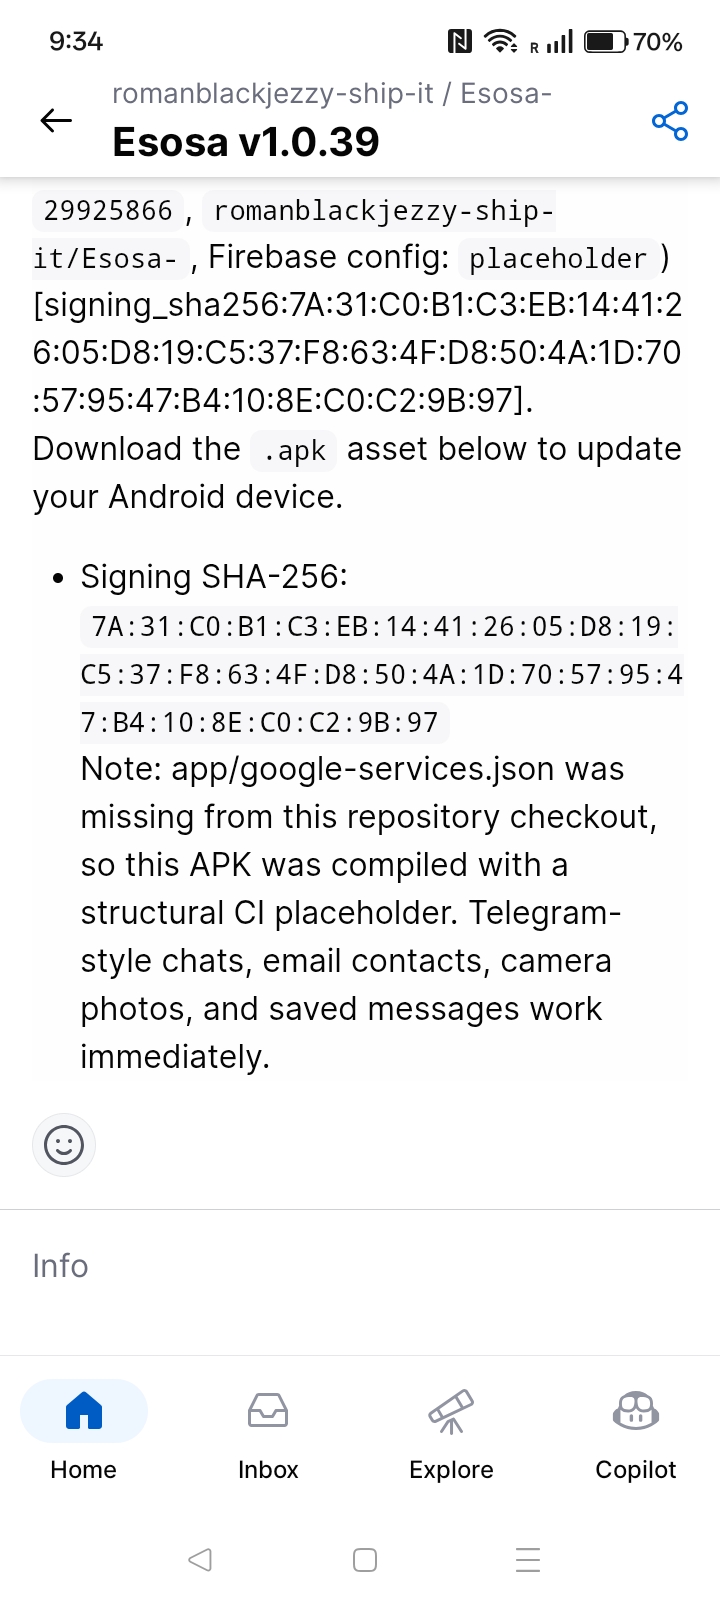 9:34
R
70%
romanblackjezzy-ship-it / Esosa-
Esosa v1.0.39
29925866 , romanblackjezzy-ship-
it/Esosa- , Firebase config: placeholder )
[signing_sha256:7A:31:C0:B1:C3:EB:14:41:2
6:05:D8:19:C5:37:F8:63:4F:D8:50:4A:1D:70
:57:95:47:B4:10:8E:C0:C2:9B:97].
Download the .apk asset below to update
your Android device.
• Signing SHA-256:
7A:31:C0:B1:C3:EB:14:41:26:05:D8:19:
C5:37:F8:63:4F:D8:50:4A:1D:70:57:95:4
7:B4:10:8E:C0:C2:9B:97
Note: app/google-services.json was
missing from this repository checkout,
so this APK was compiled with a
structural CI placeholder. Telegram-
style chats, email contacts, camera
photos, and saved messages work
immediately.
Info
Home
Inbox
Explore
Copilot